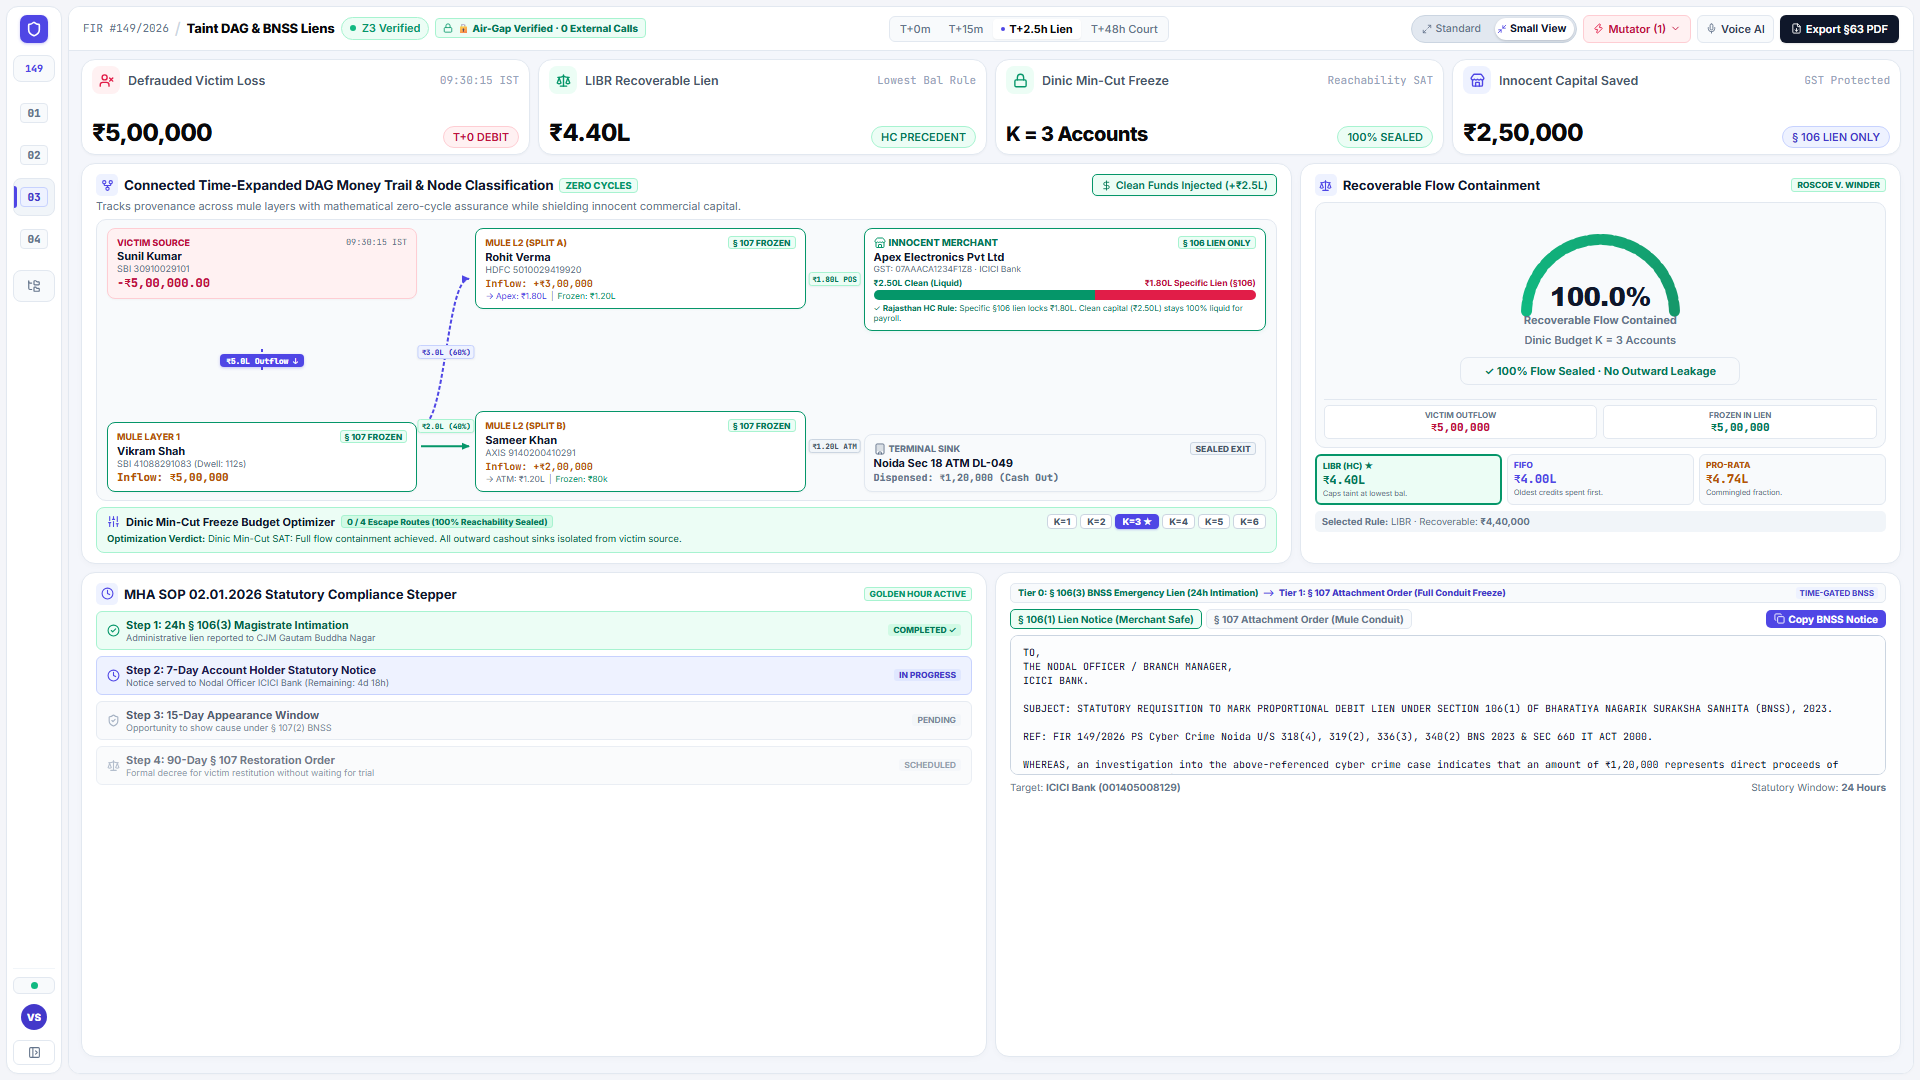 FIR #149/2026 / Taint DAG & BNSS Liens
Z3 Verified
🔒 Air-Gap Verified · 0 External Calls
T+0m
T+15m
• T+2.5h Lien
T+48h Court
Standard
Small View
Mutator (1)
Voice AI
Export §63 PDF
149
01
02
03
04
VS
Defrauded Victim Loss
09:30:15 IST
₹5,00,000
T+0 DEBIT
LIBR Recoverable Lien
Lowest Bal Rule
₹4.40L
HC PRECEDENT
Dinic Min-Cut Freeze
Reachability SAT
K = 3 Accounts
100% SEALED
Innocent Capital Saved
GST Protected
₹2,50,000
§ 106 LIEN ONLY
Connected Time-Expanded DAG Money Trail & Node Classification
ZERO CYCLES
Clean Funds Injected (+₹2.5L)
Tracks provenance across mule layers with mathematical zero-cycle assurance while shielding innocent commercial capital.
VICTIM SOURCE
09:30:15 IST
Sunil Kumar
SBI 30910029101
-₹5,00,000.00
₹5.0L Outflow ↓
MULE LAYER 1
§ 107 FROZEN
Vikram Shah
SBI 41088291083 (Dwell: 112s)
Inflow: ₹5,00,000
₹3.0L (60%)
₹2.0L (40%)
MULE L2 (SPLIT A)
§ 107 FROZEN
Rohit Verma
HDFC 5010029419920
Inflow: +₹3,00,000
→ Apex: ₹1.80L | Frozen: ₹1.20L
MULE L2 (SPLIT B)
§ 107 FROZEN
Sameer Khan
AXIS 9140200410291
Inflow: +₹2,00,000
→ ATM: ₹1.20L | Frozen: ₹80k
₹1.80L POS
₹1.20L ATM
INNOCENT MERCHANT
§ 106 LIEN ONLY
Apex Electronics Pvt Ltd
GST: 07AAACA1234F1Z8 · ICICI Bank
₹2.50L Clean (Liquid)
₹1.80L Specific Lien (§106)
✓ Rajasthan HC Rule: Specific §106 lien locks ₹1.80L. Clean capital (₹2.50L) stays 100% liquid for
payroll.
TERMINAL SINK
SEALED EXIT
Noida Sec 18 ATM DL-049
Dispensed: ₹1,20,000 (Cash Out)
Dinic Min-Cut Freeze Budget Optimizer
0 / 4 Escape Routes (100% Reachability Sealed)
K=1
K=2
K=3 ★
K=4
K=5
K=6
Optimization Verdict: Dinic Min-Cut SAT: Full flow containment achieved. All outward cashout sinks isolated from victim source.
Recoverable Flow Containment
ROSCOE V. WINDER
100.0%
Recoverable Flow Contained
Dinic Budget K = 3 Accounts
✓ 100% Flow Sealed · No Outward Leakage
VICTIM OUTFLOW
₹5,00,000
FROZEN IN LIEN
₹5,00,000
LIBR (HC) ★
₹4.40L
Caps taint at lowest bal.
FIFO
₹4.00L
Oldest credits spent first.
PRO-RATA
₹4.74L
Commingled fraction.
Selected Rule: LIBR · Recoverable: ₹4,40,000
MHA SOP 02.01.2026 Statutory Compliance Stepper
GOLDEN HOUR ACTIVE
Step 1: 24h § 106(3) Magistrate Intimation
Administrative lien reported to CJM Gautam Buddha Nagar
COMPLETED ✓
Step 2: 7-Day Account Holder Statutory Notice
Notice served to Nodal Officer ICICI Bank (Remaining: 4d 18h)
IN PROGRESS
Step 3: 15-Day Appearance Window
Opportunity to show cause under § 107(2) BNSS
PENDING
Step 4: 90-Day § 107 Restoration Order
Formal decree for victim restitution without waiting for trial
SCHEDULED
Tier 0: § 106(3) BNSS Emergency Lien (24h Intimation) → Tier 1: § 107 Attachment Order (Full Conduit Freeze)
TIME-GATED BNSS
§ 106(1) Lien Notice (Merchant Safe)
§ 107 Attachment Order (Mule Conduit)
Copy BNSS Notice
TO,
THE NODAL OFFICER / BRANCH MANAGER,
ICICI BANK.
SUBJECT: STATUTORY REQUISITION TO MARK PROPORTIONAL DEBIT LIEN UNDER SECTION 106(1) OF BHARATIYA NAGARIK SURAKSHA SANHITA (BNSS), 2023.
REF: FIR 149/2026 PS Cyber Crime Noida U/S 318(4), 319(2), 336(3), 340(2) BNS 2023 & SEC 66D IT ACT 2000.
WHEREAS, an investigation into the above-referenced cyber crime case indicates that an amount of ₹1,20,000 represents direct proceeds of
Target: ICICI Bank (001405008129)
Statutory Window: 24 Hours